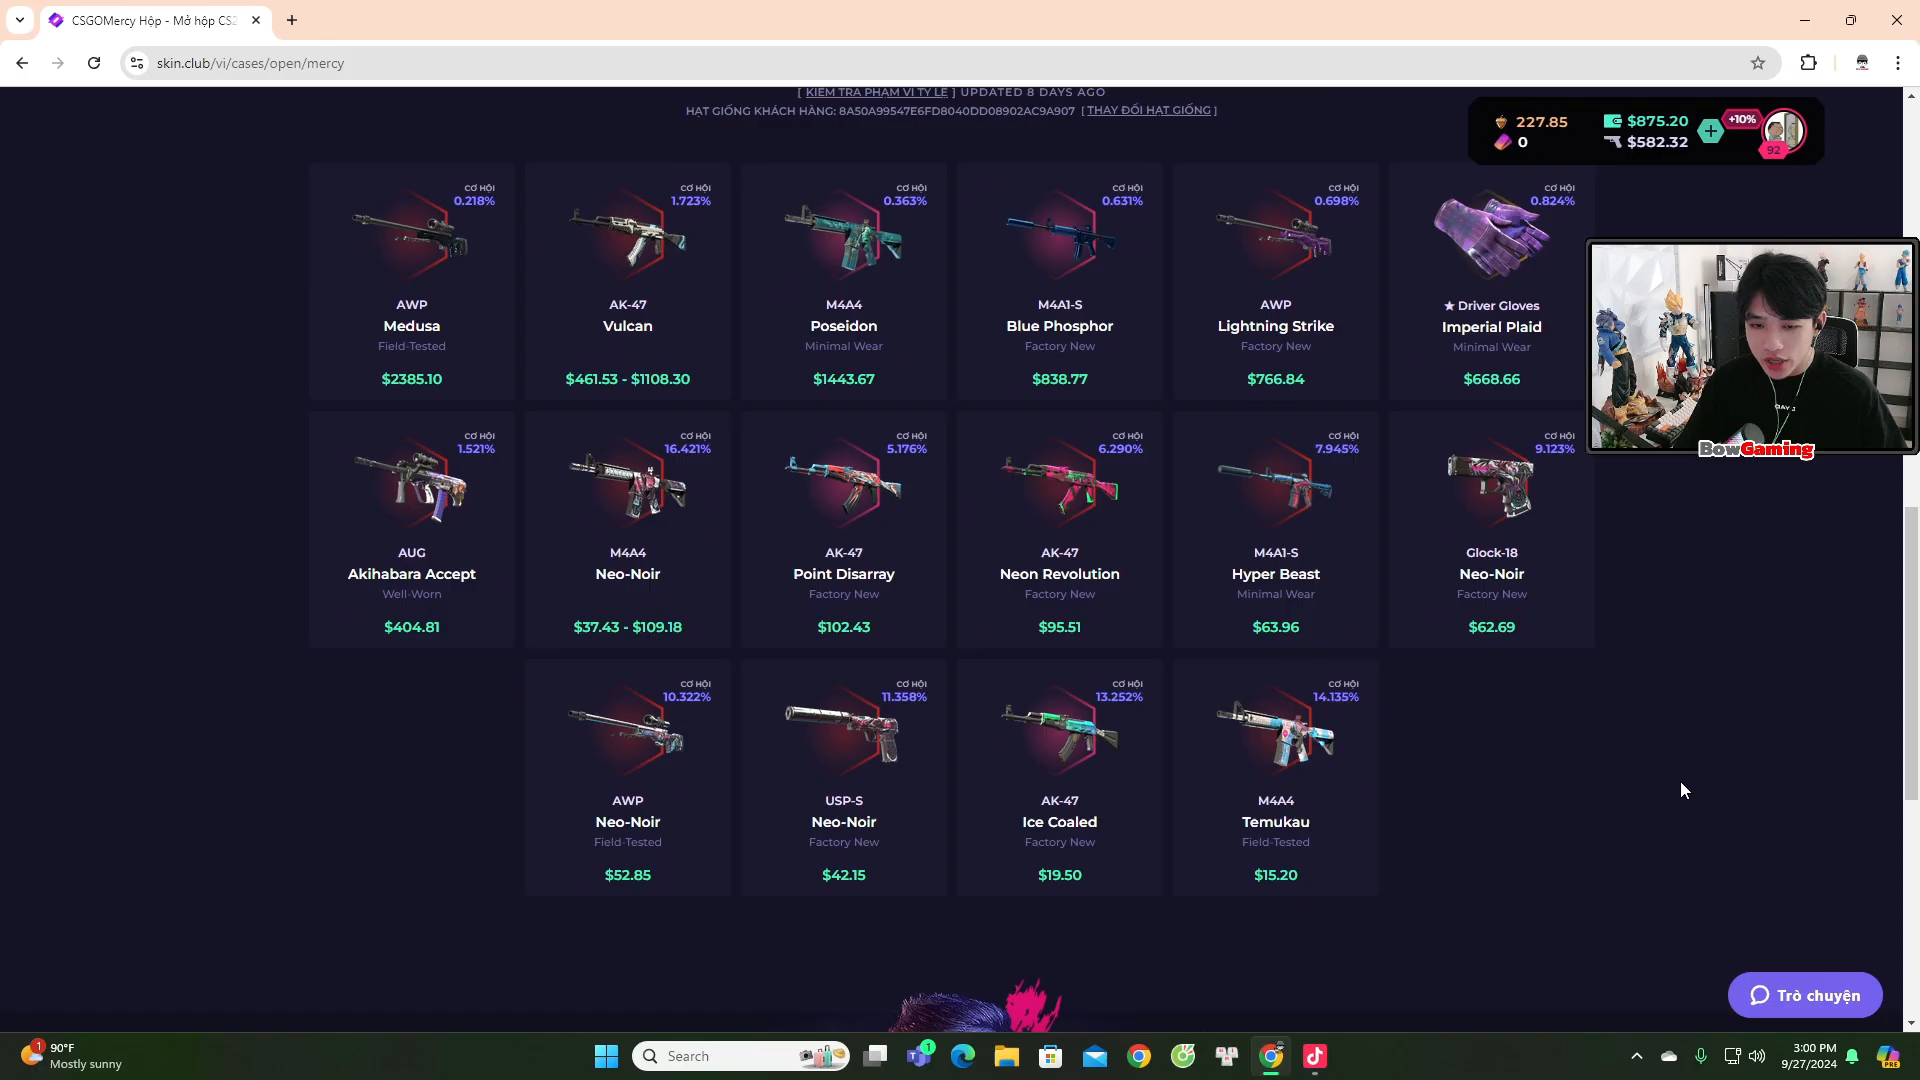 CSGOMercy Hộp - Mở hộp CS2
skin.club/vi/cases/open/mercy
[ KIỂM TRA PHẠM VI TỶ LỆ ] UPDATED 8 DAYS AGO
HẠT GIỐNG KHÁCH HÀNG: 8A50A99547E6FD8040DD08902AC9A907 [ THAY ĐỔI HẠT GIỐNG ]
227.85 $875.20 +10%
0 $582.32 92
CƠ HỘI CƠ HỘI CƠ HỘI CƠ HỘI CƠ HỘI CƠ HỘI
0.218% 1.723% 0.363% 0.631% 0.698% 0.824%
AWP AK-47 M4A4 M4A1-S AWP ★ Driver Gloves
Medusa Vulcan Poseidon Blue Phosphor Lightning Strike Imperial Plaid
Field-Tested Minimal Wear Factory New Factory New Minimal Wear
$2385.10 $461.53 - $1108.30 $1443.67 $838.77 $766.84 $668.66
BowGaming
CƠ HỘI CƠ HỘI CƠ HỘI CƠ HỘI CƠ HỘI CƠ HỘI
1.521% 16.421% 5.176% 6.290% 7.945% 9.123%
AUG M4A4 AK-47 AK-47 M4A1-S Glock-18
Akihabara Accept Neo-Noir Point Disarray Neon Revolution Hyper Beast Neo-Noir
Well-Worn Factory New Factory New Minimal Wear Factory New
$404.81 $37.43 - $109.18 $102.43 $95.51 $63.96 $62.69
CƠ HỘI CƠ HỘI CƠ HỘI CƠ HỘI
10.322% 11.358% 13.252% 14.135%
AWP USP-S AK-47 M4A4
Neo-Noir Neo-Noir Ice Coaled Temukau
Field-Tested Factory New Factory New Field-Tested
$52.85 $42.15 $19.50 $15.20
Trò chuyện
1 90°F
Mostly sunny
Search
1
3:00 PM
9/27/2024
PRE